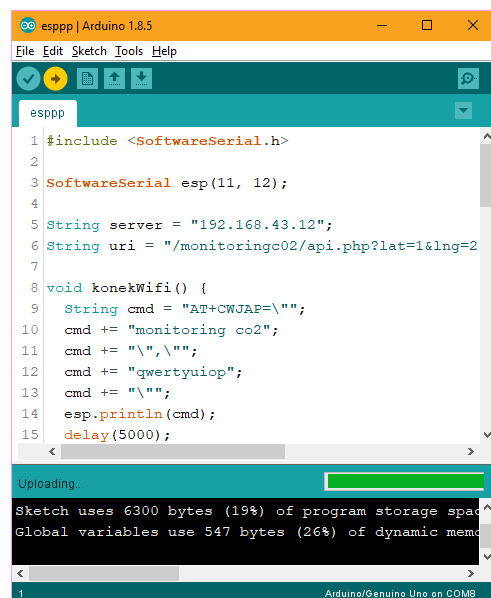 esppp | Arduino 1.8.5
File Edit Sketch Tools Help
esppp
1 #include <SoftwareSerial.h>
2
3 SoftwareSerial esp(11, 12);
4
5 String server = "192.168.43.12";
6 String uri = "/monitoringc02/api.php?lat=1&lng=2
7
8 void konekWifi() {
9 String cmd = "AT+CWJAP=\"";
10 cmd += "monitoring co2";
11 cmd += "\",\"";
12 cmd += "qwertyuiop";
13 cmd += "\"";
14 esp.println(cmd);
15 delay(5000);
Uploading...
Sketch uses 6300 bytes (19%) of program storage spac
Global variables use 547 bytes (26%) of dynamic memo
1 Arduino/Genuino Uno on COM8